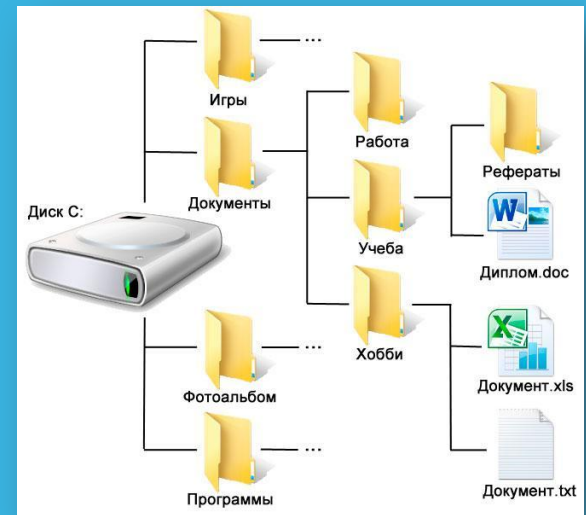 ...
Игры
Работа
Рефераты
Документы
Диск С:
Учеба
Диплом.doc
...
Хобби
Фотоальбом
Документ.xls
...
Программы
Документ.txt